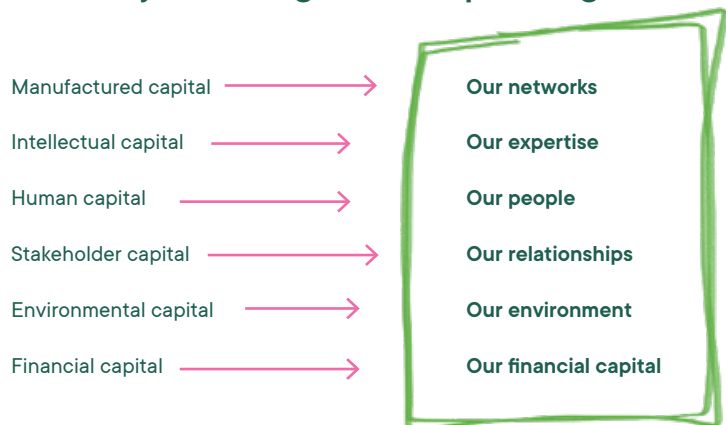 Manufactured capital Our networks
Intellectual capital Our expertise
Human capital Our people
Stakeholder capital Our relationships
Environmental capital Our environment
Financial capital Our financial capital